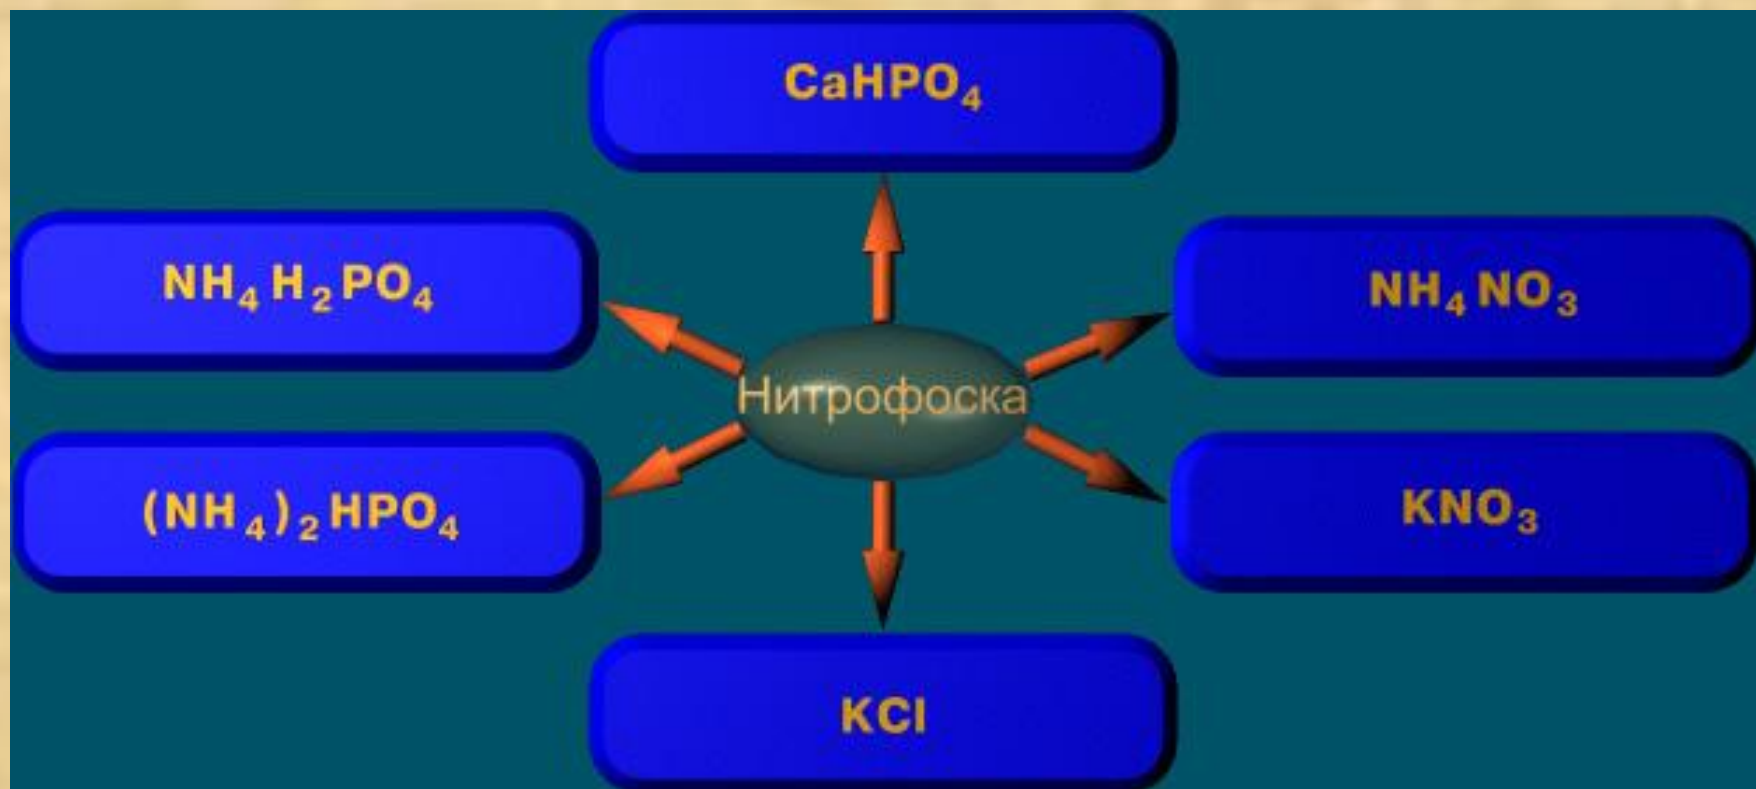 CaHPO₄
NH₄H₂PO₄
NH₄NO₃
Нитрофоска
(NH₄)₂HPO₄
KNO₃
KCl